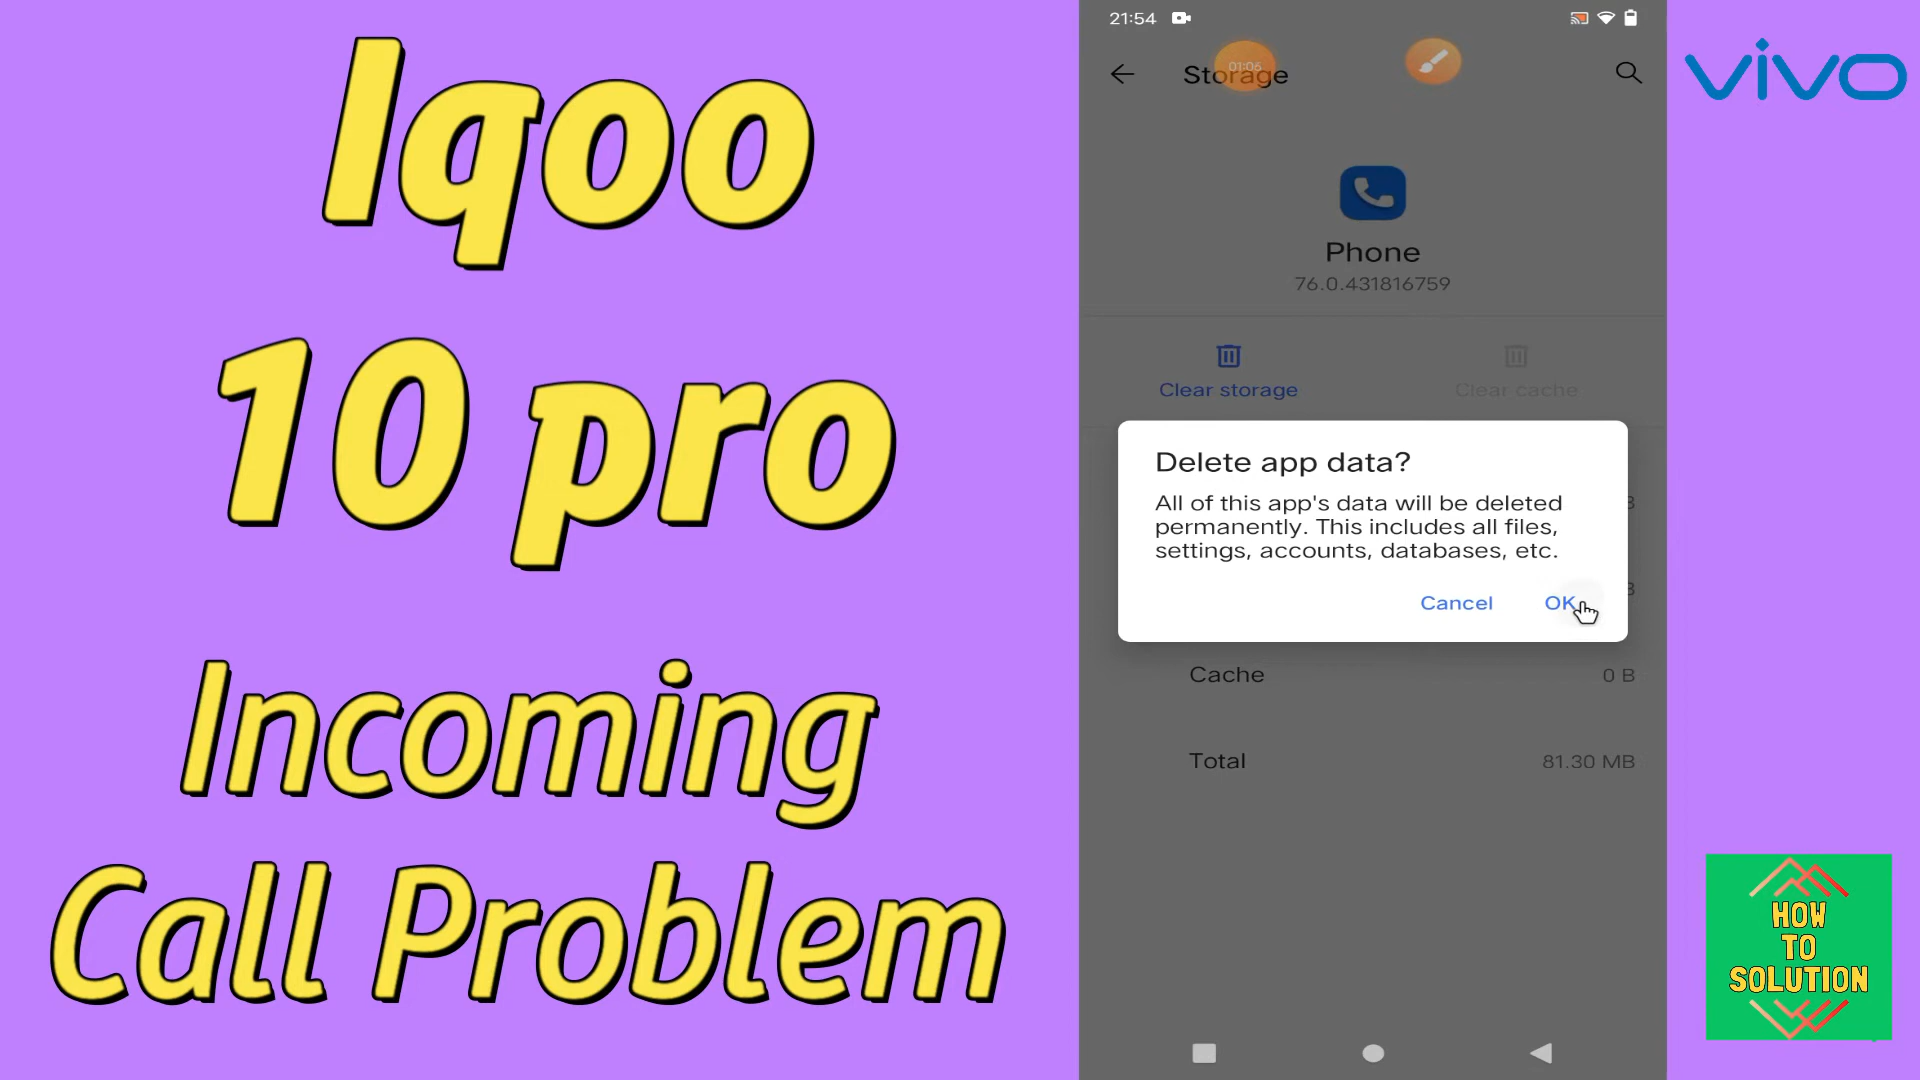 Iqoo
10 pro
Incoming
Call Problem
21:54
Storage
01:05
Phone
76.0.431816759
Clear storage
Clear cache
Delete app data?
All of this app's data will be deleted
permanently. This includes all files,
settings, accounts, databases, etc.
Cancel OK
B
B
Cache 0 B
Total 81.30 MB
vivo
HOW
TO
SOLUTION